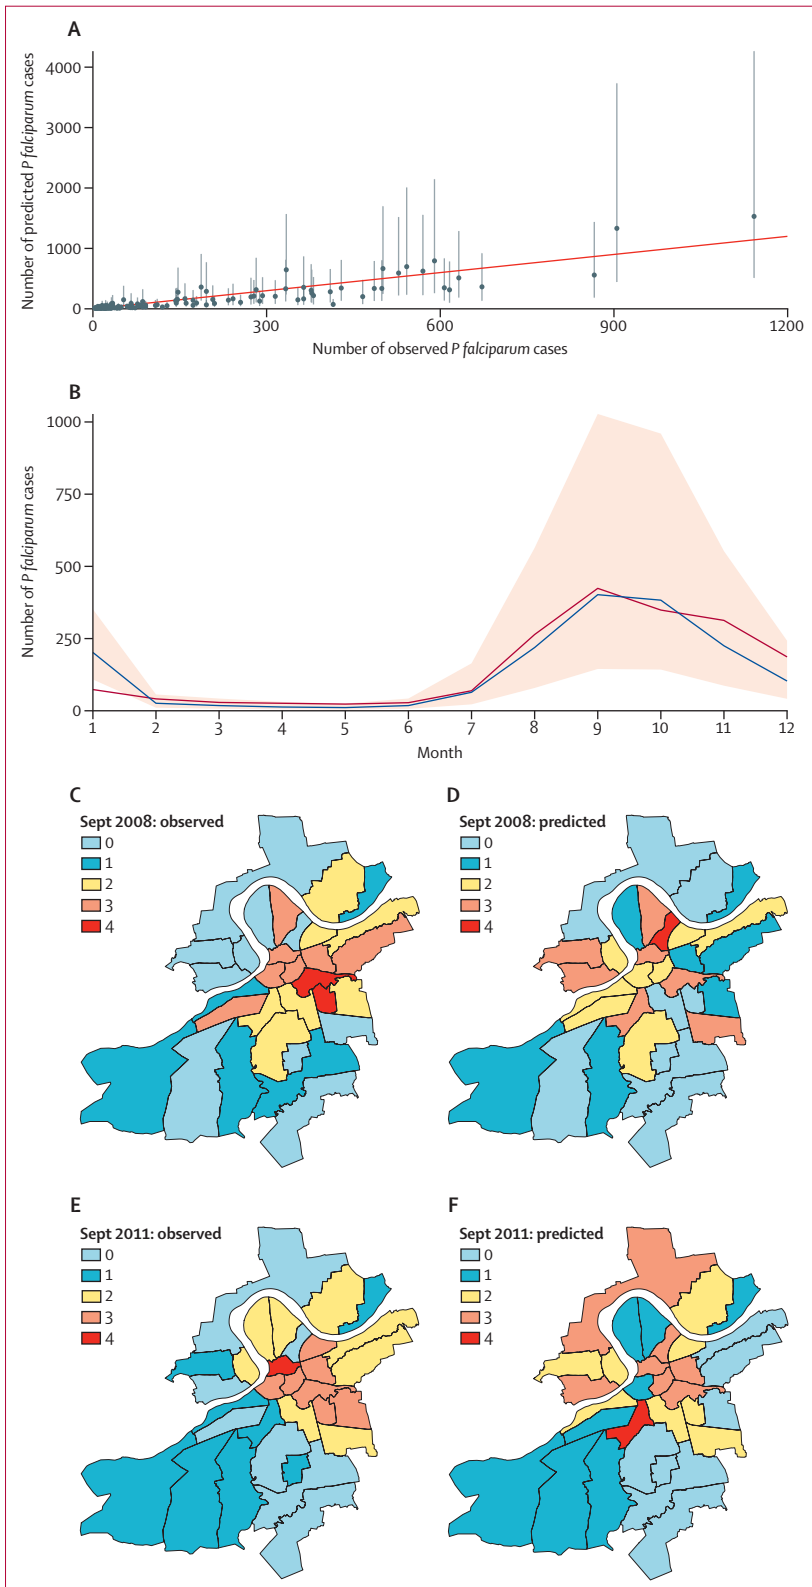 A
Number of predicted P falciparum cases
4000
3000
2000
1000
0
0 300 600 900 1200
Number of observed P falciparum cases
B
Number of P falciparum cases
1000
750
500
250
0
1 2 3 4 5 6 7 8 9 10 11 12
Month
C
Sept 2008: observed
0
1
2
3
4
D
Sept 2008: predicted
0
1
2
3
4
E
Sept 2011: observed
0
1
2
3
4
F
Sept 2011: predicted
0
1
2
3
4